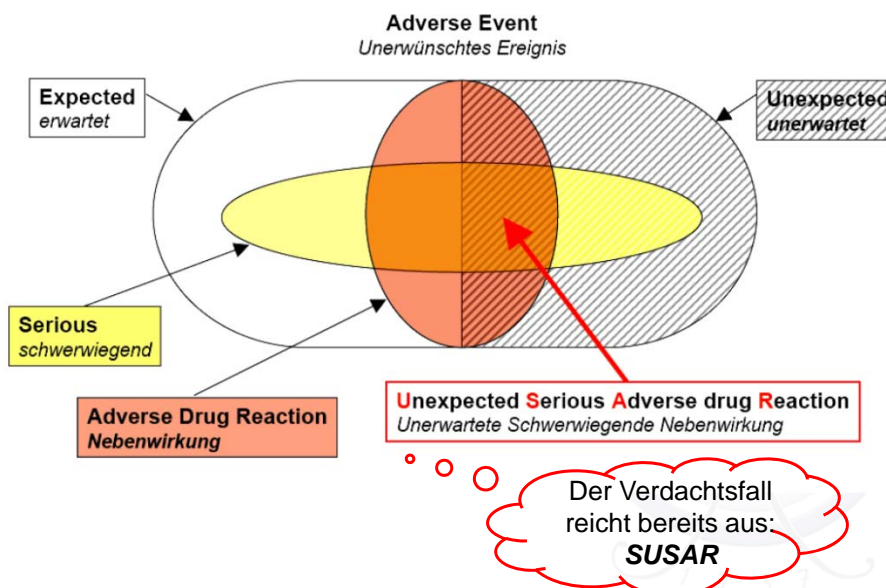 Adverse Event
Unerwünschtes Ereignis
Expected
erwartet
Unexpected
unerwartet
Serious
schwerwiegend
Adverse Drug Reaction
Nebenwirkung
Unexpected Serious Adverse drug Reaction
Unerwartete Schwerwiegende Nebenwirkung
Der Verdachtsfall
reicht bereits aus:
SUSAR